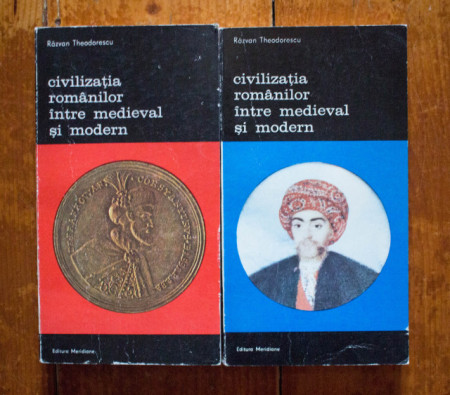 Răzvan Theodorescu
civilizația
românilor
între medieval
și modern
Editura Meridiane
Răzvan Theodorescu
civilizația
românilor
între medieval
și modern
Editura Meridiane